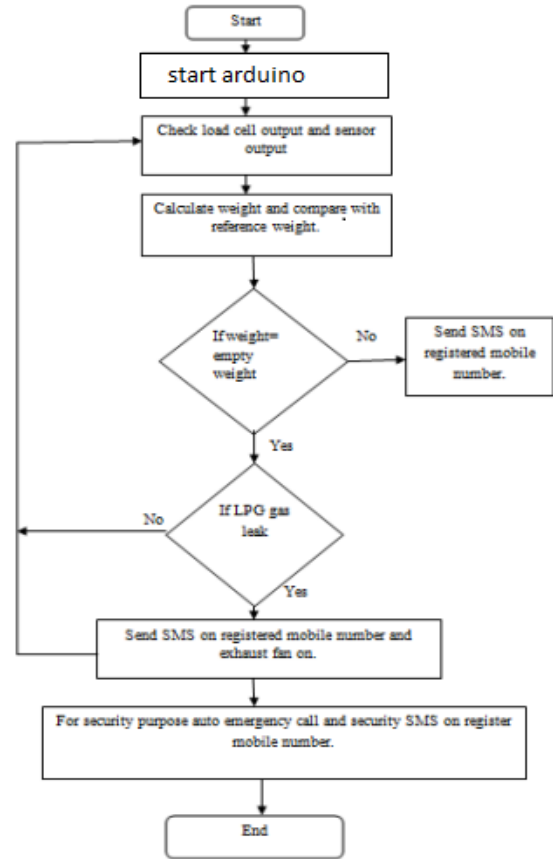 Start
start arduino
Check load cell output and sensor
output
Calculate weight and compare with
reference weight.
If weight=
empty
weight
No
Send SMS on
registered mobile
number.
Yes
If LPG gas
leak
No
Yes
Send SMS on registered mobile number and
exhaust fan on.
For security purpose auto emergency call and security SMS on register
mobile number.
End